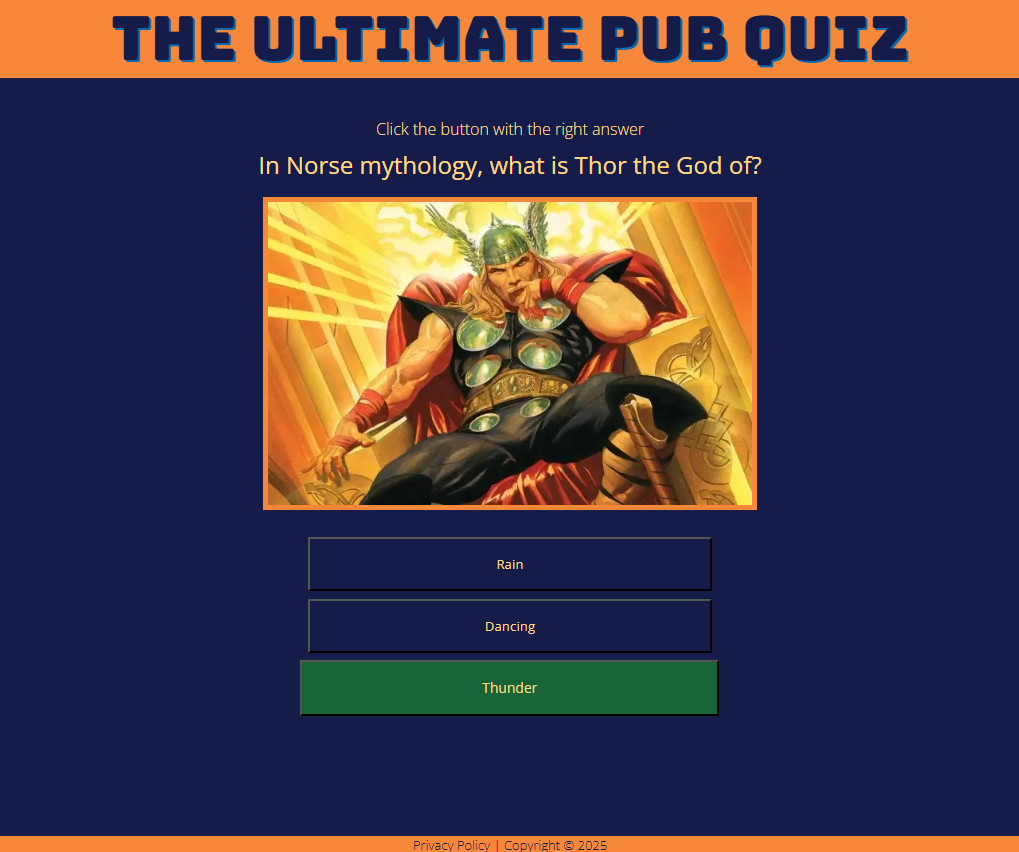 THE ULTIMATE PUB QUIZ
Click the button with the right answer
In Norse mythology, what is Thor the God of?
Rain
Dancing
Thunder
Privacy Policy | Copyright © 2025